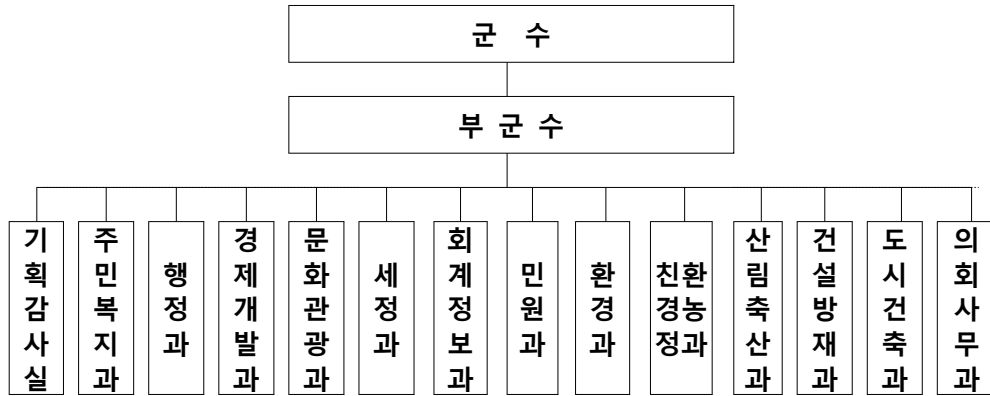 군 수
부 군 수
기획감사실
주민복지과
행정과
경제개발과
문화관광과
세정과
회계정보과
민원과
환경과
친환
경농
정과
산림축산과
건설방재과
도시건축과
의회사무과